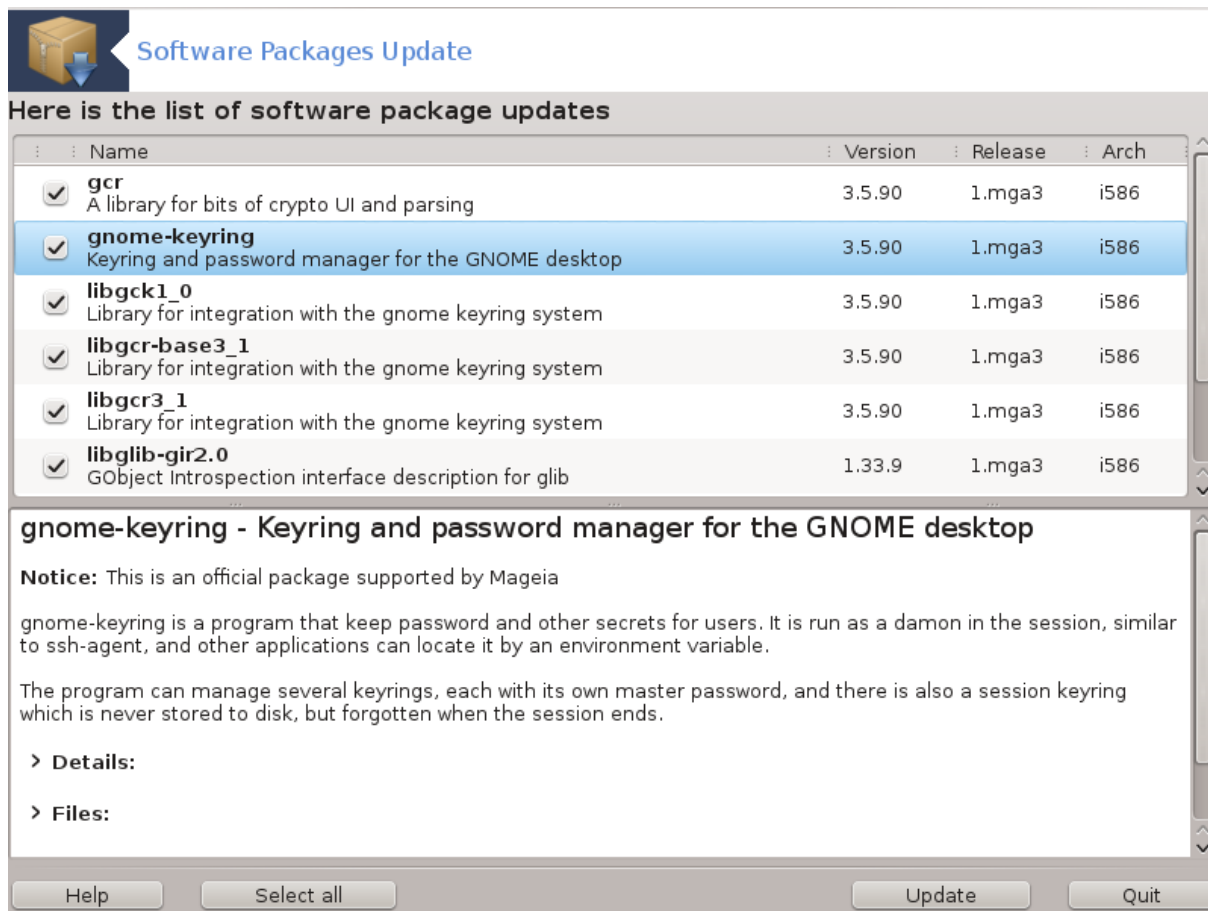 Software Packages Update
Here is the list of software package updates
Name Version Release Arch
gcr
A library for bits of crypto UI and parsing
3.5.90 1.mga3 i586
gnome-keyring
Keyring and password manager for the GNOME desktop
3.5.90 1.mga3 i586
libgck1_0
Library for integration with the gnome keyring system
3.5.90 1.mga3 i586
libgcr-base3_1
Library for integration with the gnome keyring system
3.5.90 1.mga3 i586
libgcr3_1
Library for integration with the gnome keyring system
3.5.90 1.mga3 i586
libglib-gir2.0
GObject Introspection interface description for glib
1.33.9 1.mga3 i586
gnome-keyring - Keyring and password manager for the GNOME desktop
Notice: This is an official package supported by Mageia
gnome-keyring is a program that keep password and other secrets for users. It is run as a damon in the session, similar
to ssh-agent, and other applications can locate it by an environment variable.
The program can manage several keyrings, each with its own master password, and there is also a session keyring
which is never stored to disk, but forgotten when the session ends.
Details:
Files:
Help Select all Update Quit